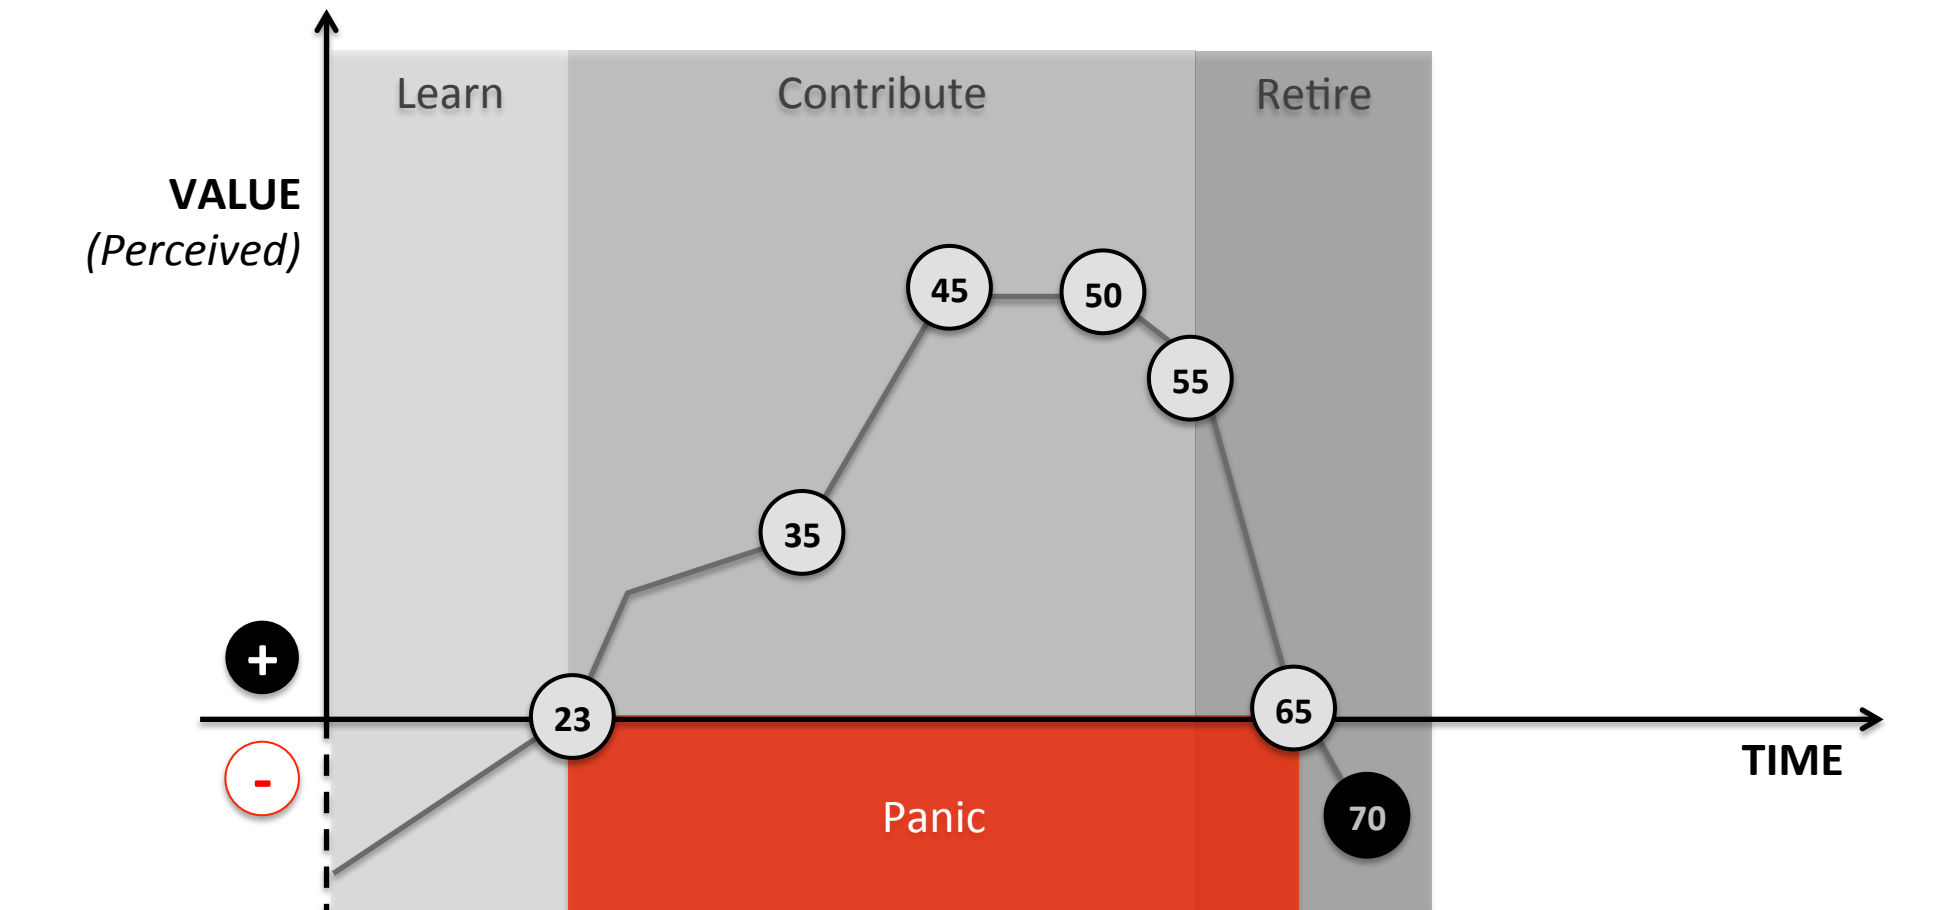 Learn
Contribute
Retire
VALUE
(Perceived)
45
50
55
35
+
23
65
-
TIME
Panic
70